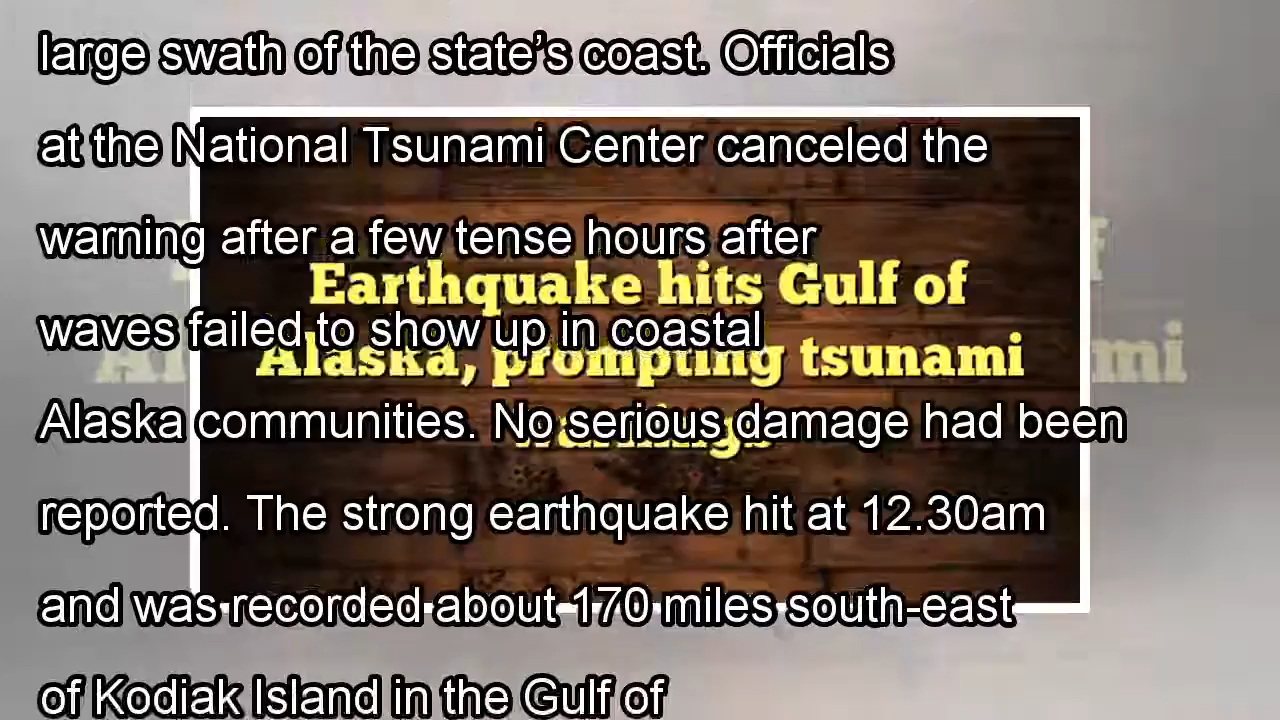 large swath of the state’s coast. Officials
at the National Tsunami Center canceled the
warning after a few tense hours after
waves failed to show up in coastal
Alaska communities. No serious damage had been
reported. The strong earthquake hit at 12.30am
and was recorded about 170 miles south-east
of Kodiak Island in the Gulf of
Earthquake hits Gulf of
Alaska, prompting tsunami
warnings